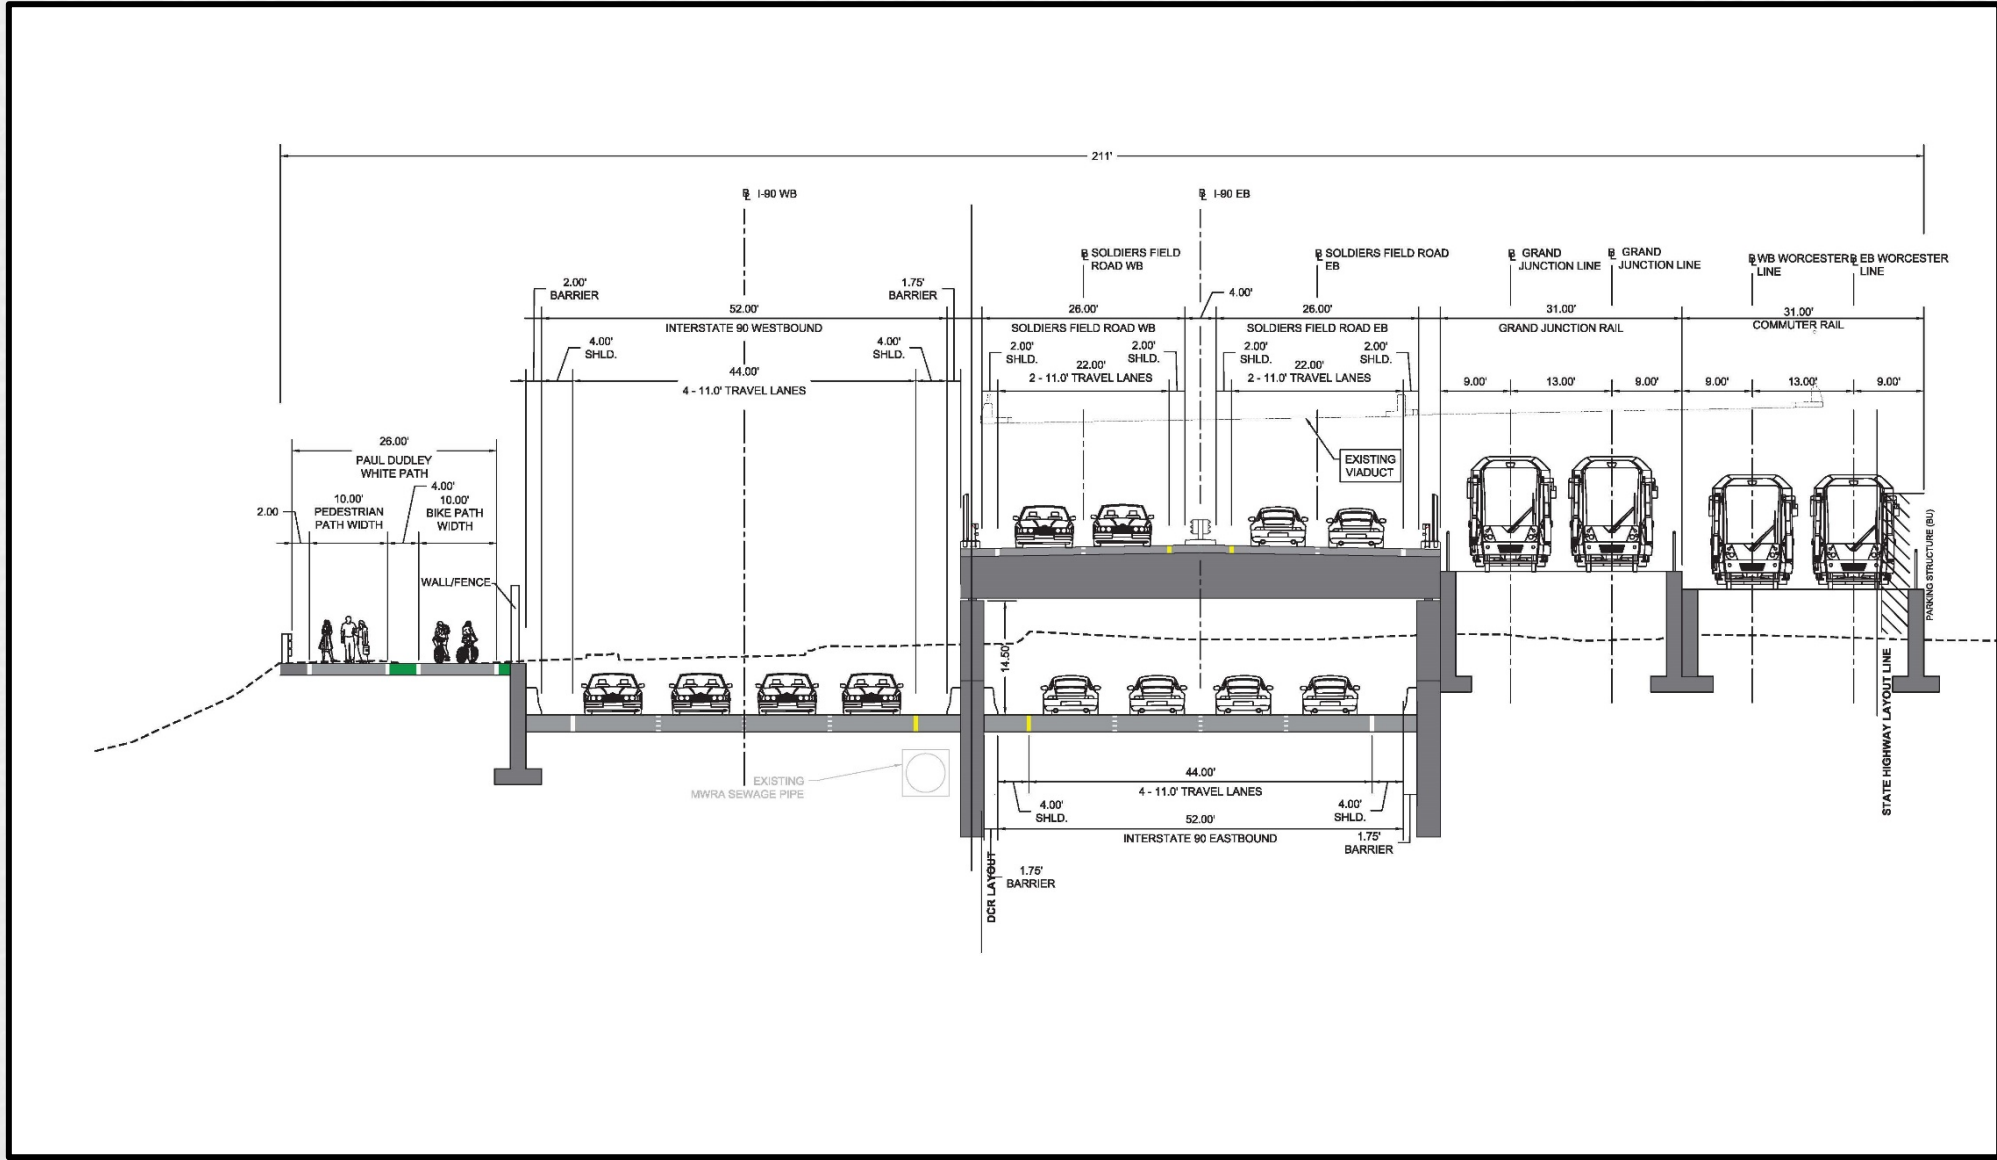 211'
℄ I-90 WB
℄ I-90 EB
℄ SOLDIERS FIELD
ROAD WB
℄ SOLDIERS FIELD ROAD
EB
℄ GRAND
JUNCTION LINE
℄ GRAND
JUNCTION LINE
℄ WB WORCESTER
LINE
℄ EB WORCESTER
LINE
2.00'
BARRIER
1.75'
BARRIER
4.00'
52.00'
INTERSTATE 90 WESTBOUND
26.00'
SOLDIERS FIELD ROAD WB
26.00'
SOLDIERS FIELD ROAD EB
31.00'
GRAND JUNCTION RAIL
31.00'
COMMUTER RAIL
4.00'
SHLD.
4.00'
SHLD.
44.00'
4 - 11.0' TRAVEL LANES
2.00'
SHLD.
2.00'
SHLD.
22.00'
2 - 11.0' TRAVEL LANES
2.00'
SHLD.
2.00'
SHLD.
22.00'
2 - 11.0' TRAVEL LANES
9.00'
13.00'
9.00'
9.00'
13.00'
9.00'
26.00'
PAUL DUDLEY
WHITE PATH
2.00
10.00'
PEDESTRIAN
PATH WIDTH
4.00'
10.00'
BIKE PATH
WIDTH
WALL/FENCE
EXISTING
VIADUCT
PARKING STRUCTURE (BU)
14.50'
EXISTING
MWRA SEWAGE PIPE
44.00'
4 - 11.0' TRAVEL LANES
4.00'
SHLD.
4.00'
SHLD.
52.00'
INTERSTATE 90 EASTBOUND
1.75'
BARRIER
1.75'
BARRIER
DCR LAYOUT
STATE HIGHWAY LAYOUT LINE